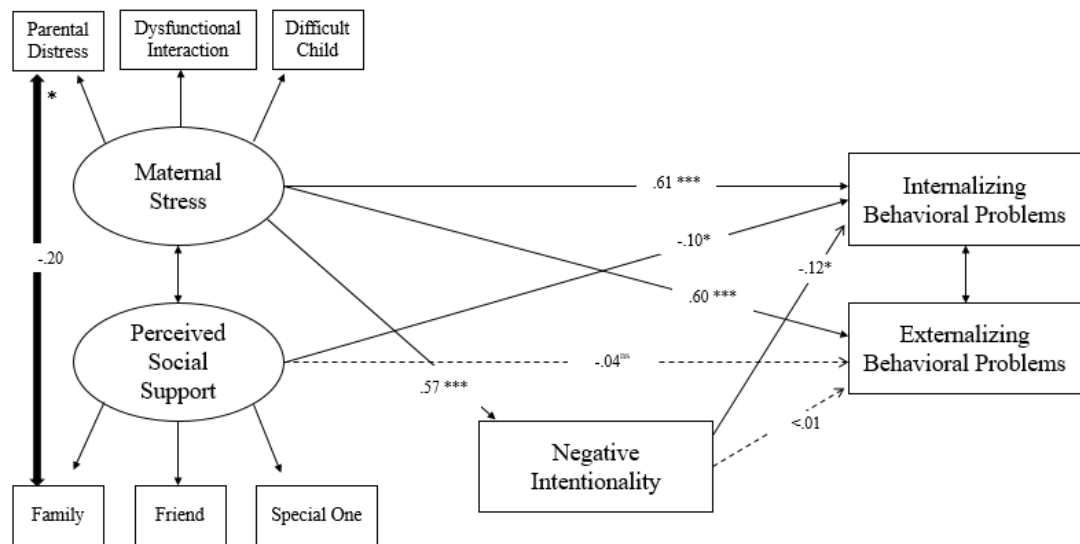 Parental
Distress
Dysfunctional
Interaction
Difficult
Child
*
Maternal
Stress
.61 ***
Internalizing
Behavioral Problems
-.10*
-.20
-.12*
.60 ***
Perceived
Social
Support
Externalizing
Behavioral Problems
-.04ns
.57 ***
<.01
Negative
Intentionality
Family
Friend
Special One